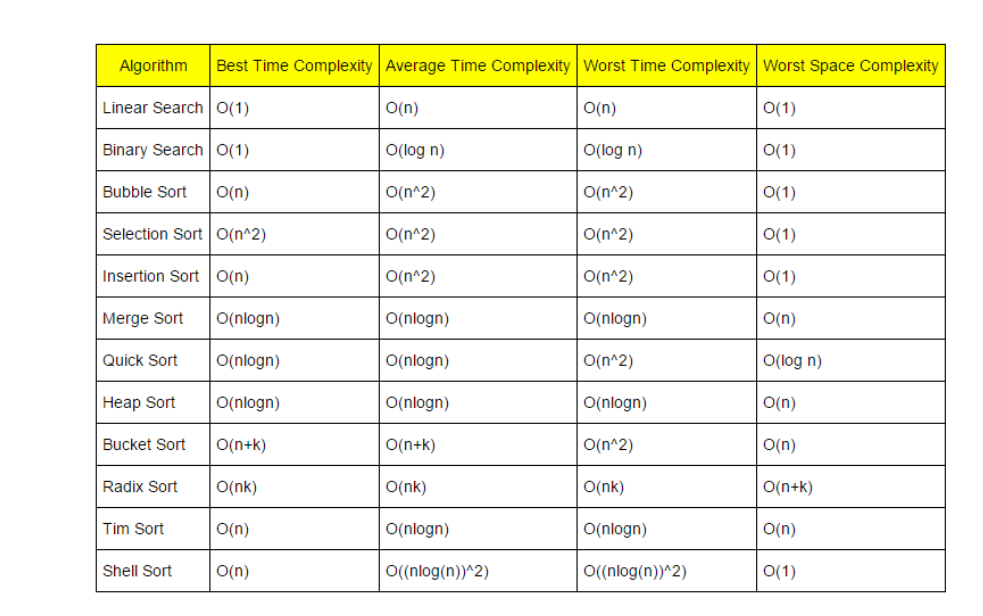 Algorithm Best Time Complexity Average Time Complexity Worst Time Complexity Worst Space Complexity
Linear Search O(1) O(n) O(n) O(1)
Binary Search O(1) O(log n) O(log n) O(1)
Bubble Sort O(n) O(n^2) O(n^2) O(1)
Selection Sort O(n^2) O(n^2) O(n^2) O(1)
Insertion Sort O(n) O(n^2) O(n^2) O(1)
Merge Sort O(nlogn) O(nlogn) O(nlogn) O(n)
Quick Sort O(nlogn) O(nlogn) O(n^2) O(log n)
Heap Sort O(nlogn) O(nlogn) O(nlogn) O(n)
Bucket Sort O(n+k) O(n+k) O(n^2) O(n)
Radix Sort O(nk) O(nk) O(nk) O(n+k)
Tim Sort O(n) O(nlogn) O(nlogn) O(n)
Shell Sort O(n) O((nlog(n))^2) O((nlog(n))^2) O(1)